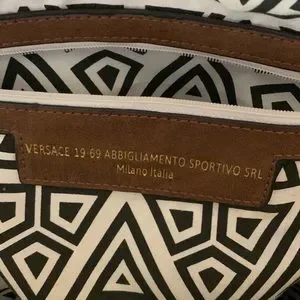 VERSACE 19·69 ABBIGLIAMENTO SPORTIVO SRL
Milano Italia